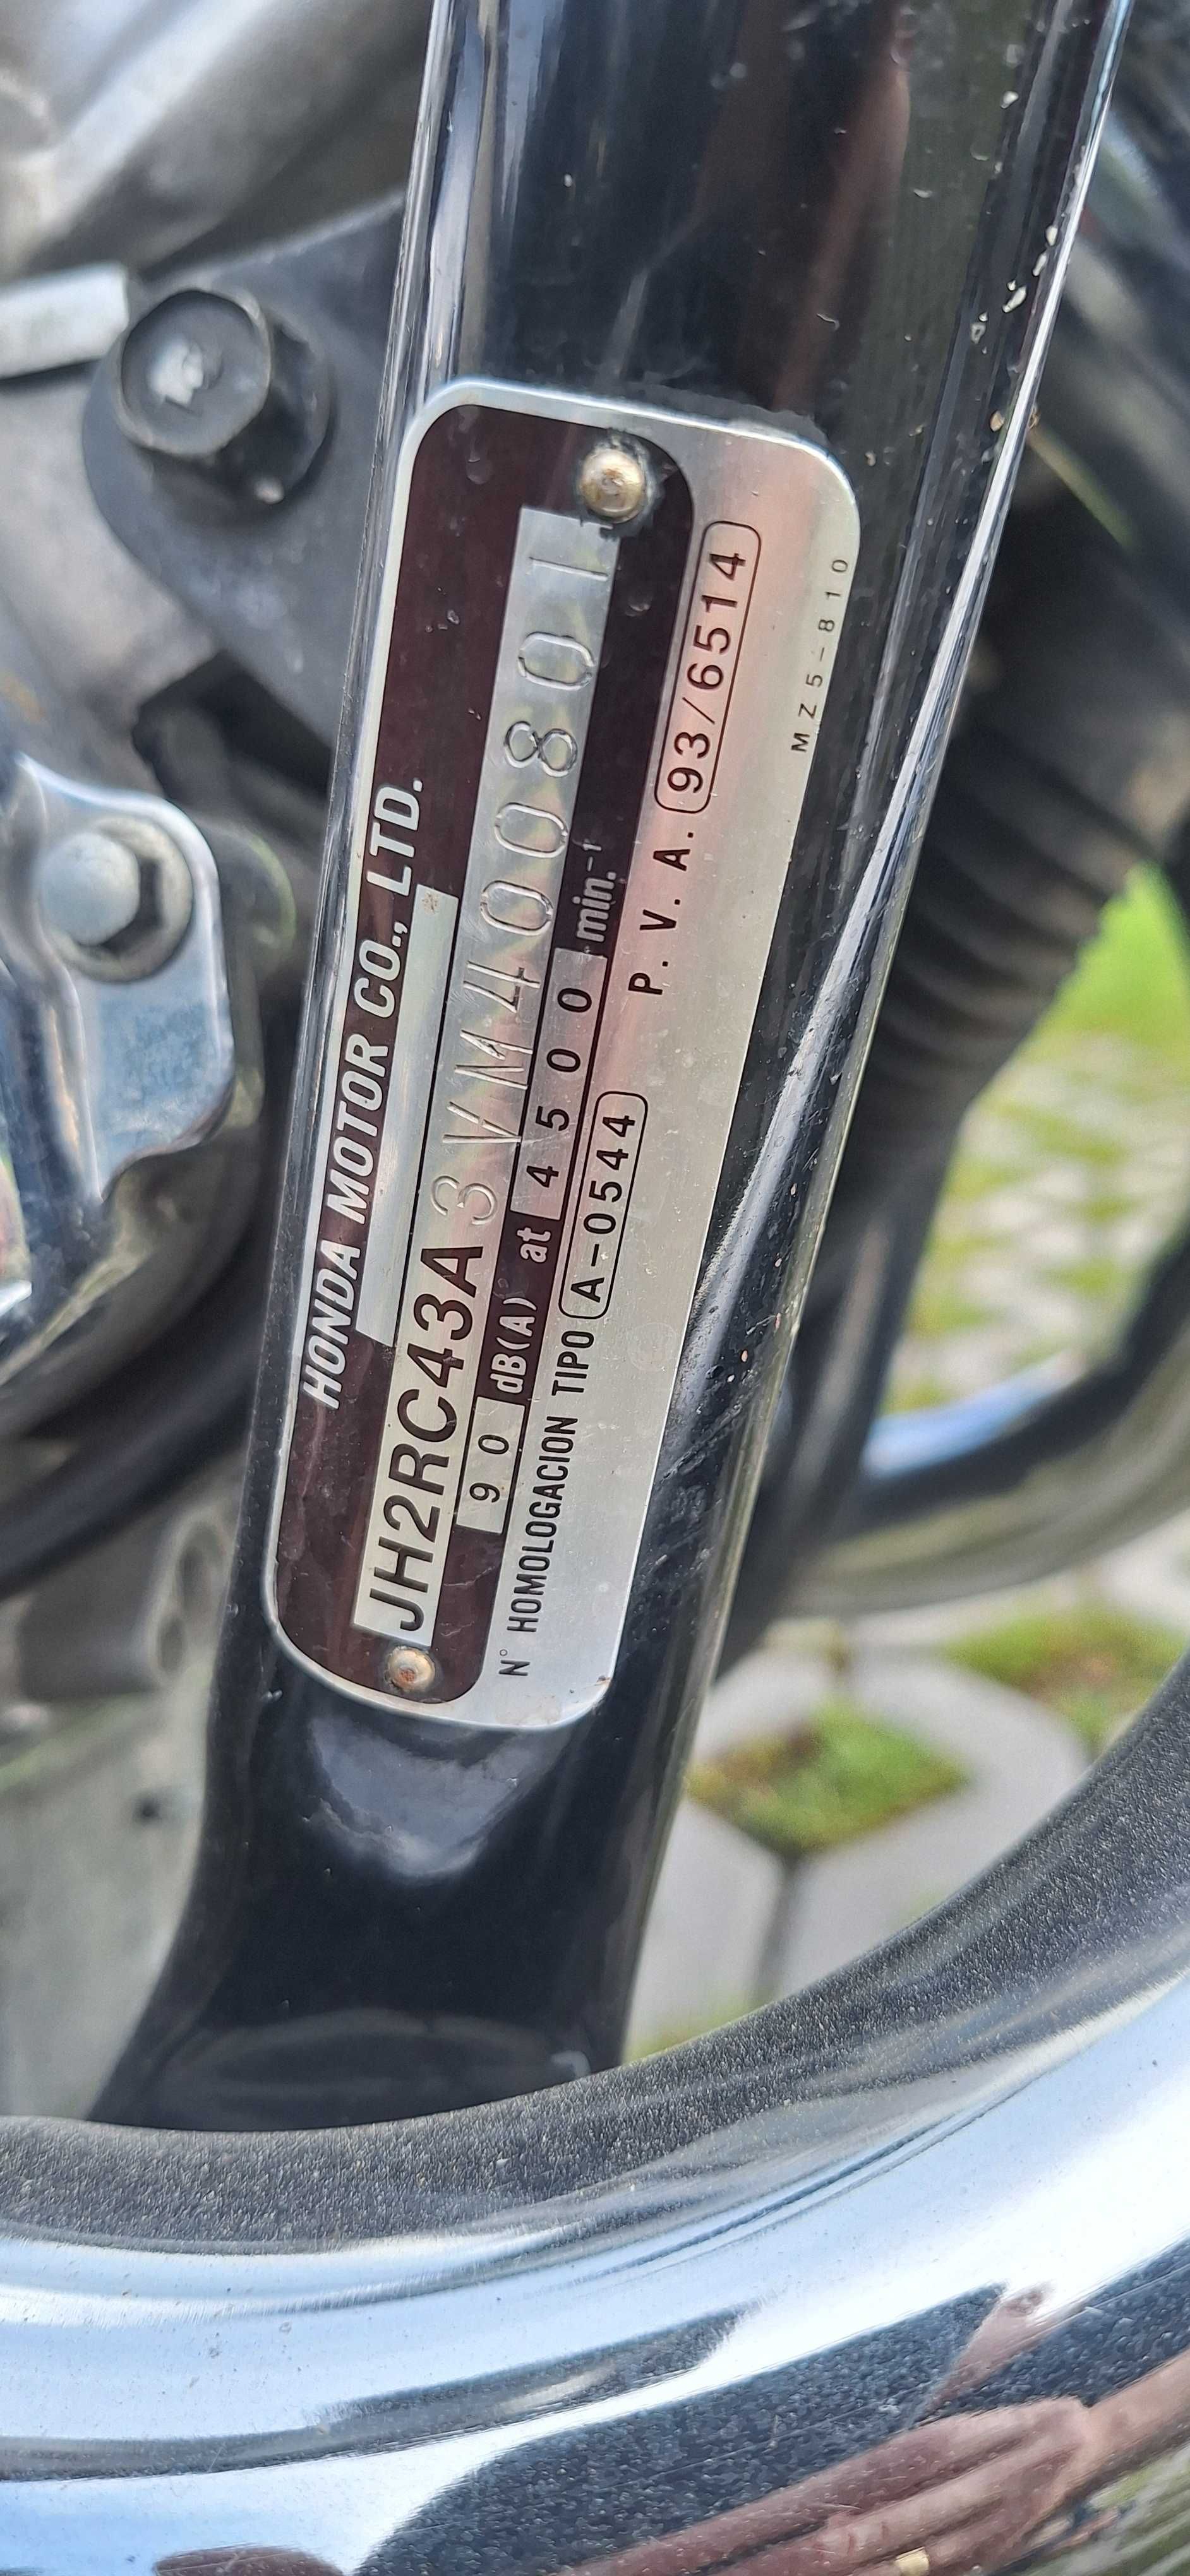 HONDA MOTOR CO., LTD.
JH2RC43A3VM400801
90 dB(A) at 4500 min.⁻¹
N° HOMOLOGACION TIPO A-0544 P.V.A. 93/6514
MZ5-810